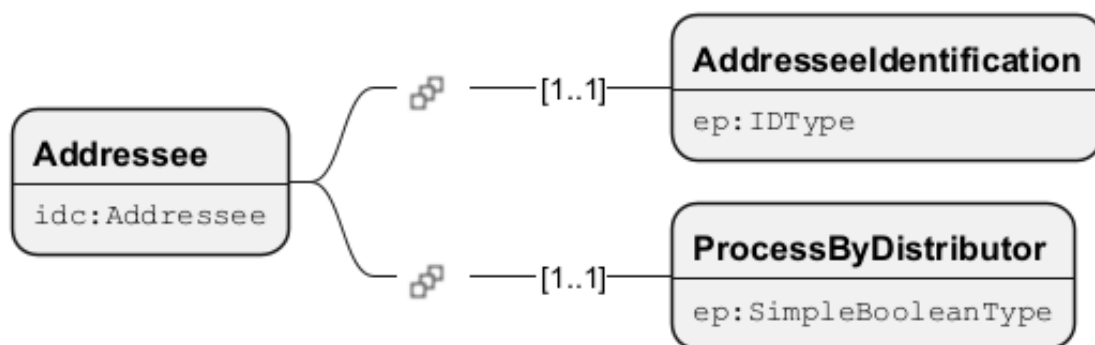 AddresseeIdentification
[1..1]
ep:IDType
Addressee
idc:Addressee
ProcessByDistributor
[1..1]
ep:SimpleBooleanType